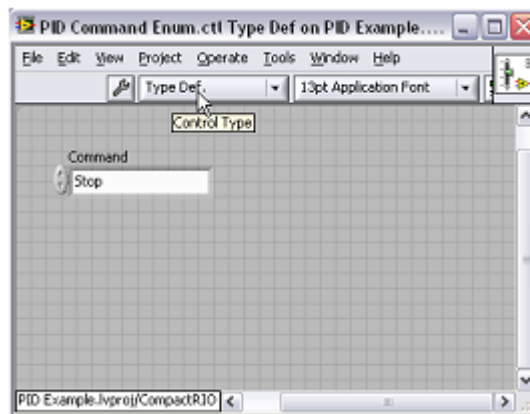 PID Command Enum.ctl Type Def on PID Example....
File Edit View Project Operate Tools Window Help
Type Def. 13pt Application Font
Control Type
Command
Stop
PID Example.lvproj/CompactRIO